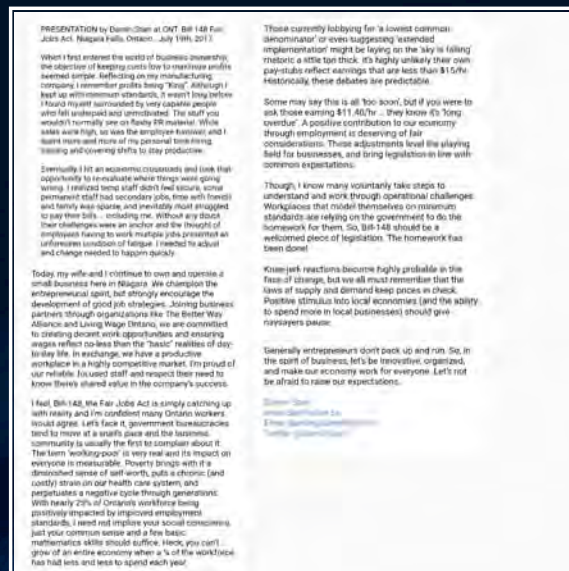 PRESENTATION by Damin Starr at ONT. Bill 148 Fair
Jobs Act. Niagara Falls, Ontario... July 19th, 2017
When I first entered the world of business ownership,
the objective of keeping costs low to maximize profits
seemed simple. Reflecting on my manufacturing
company, I remember profits being "King". Although I
kept up with minimum standards, it wasn't long before
I found myself surrounded by very capable people
who felt underpaid and unmotivated. The stuff you
wouldn't normally see on flashy PR material. While
sales were high, so was the employee turnover, and I
spent more and more of my personal time hiring,
training and covering shifts to stay productive.
Eventually I hit an economic crossroads and took that
opportunity to re-evaluate where things were going
wrong. I realized temp staff didn't feel secure, some
permanent staff had secondary jobs, time with friends
and family was sparse, and inevitably most struggled
to pay their bills... including me. Without any doubt
their challenges were an anchor and the thought of
employees having to work multiple jobs presented an
unforeseen condition of fatigue. I needed to adjust
and change needed to happen quickly.
Today, my wife and I continue to own and operate a
small business here in Niagara. We champion the
entrepreneurial spirit, but strongly encourage the
development of good job strategies. Joining business
partners through organizations like The Better Way
Alliance and Living Wage Ontario, we are committed
to creating decent work opportunities and ensuring
wages reflect no-less than the "basic" realities of day-
to-day life. In exchange, we have a productive
workplace in a highly competitive market. I'm proud of
our reliable, focused staff and respect their need to
know there's shared value in the company's success.
I feel, Bill-148, the Fair Jobs Act is simply catching up
with reality and I'm confident many Ontario workers
would agree. Let's face it, government bureaucracies
tend to move at a snail's pace and the business
community is usually the first to complain about it.
The term 'working-poor' is very real and its impact on
everyone is measurable. Poverty brings with it a
diminished sense of self-worth, puts a chronic (and
costly) strain on our health care system, and
perpetuates a negative cycle through generations.
With nearly 25% of Ontario's workforce being
positively impacted by improved employment
standards, I need not implore your social conscience,
just your common sense and a few basic
mathematics skills should suffice. Heck, you can't
grow of an entire economy when a ¼ of the workforce
has had less and less to spend each year.
Those currently lobbying for 'a lowest common
denominator' or even suggesting 'extended
implementation' might be laying on the 'sky is falling'
rhetoric a little too thick. It's highly unlikely their own
pay-stubs reflect earnings that are less than $15/hr.
Historically, these debates are predictable.
Some may say this is all 'too soon', but if you were to
ask those earning $11.40/hr ... they know it's 'long
overdue'. A positive contribution to our economy
through employment is deserving of fair
considerations. These adjustments level the playing
field for businesses, and bring legislation in line with
common expectations.
Though, I know many voluntarily take steps to
understand and work through operational challenges.
Workplaces that model themselves on minimum
standards are relying on the government to do the
homework for them. So, Bill-148 should be a
welcomed piece of legislation. The homework has
been done!
Knee-jerk reactions become highly probable in the
face of change, but we all must remember that the
laws of supply and demand keep prices in check.
Positive stimulus into local economies (and the ability
to spend more in local businesses) should give
naysayers pause.
Generally entrepreneurs don't pack up and run. So, in
the spirit of business, let's be innovative, organized,
and make our economy work for everyone. Let's not
be afraid to raise our expectations.